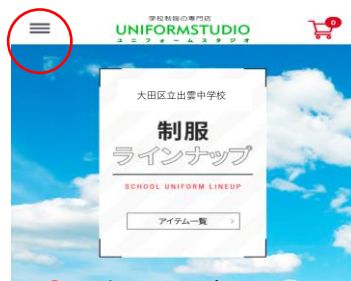 学校制服の専門店
UNIFORMSTUDIO
ユニフォームスタジオ
0
大田区立出雲中学校
制服
ラインナップ
SCHOOL UNIFORM LINEUP
アイテム一覧 >